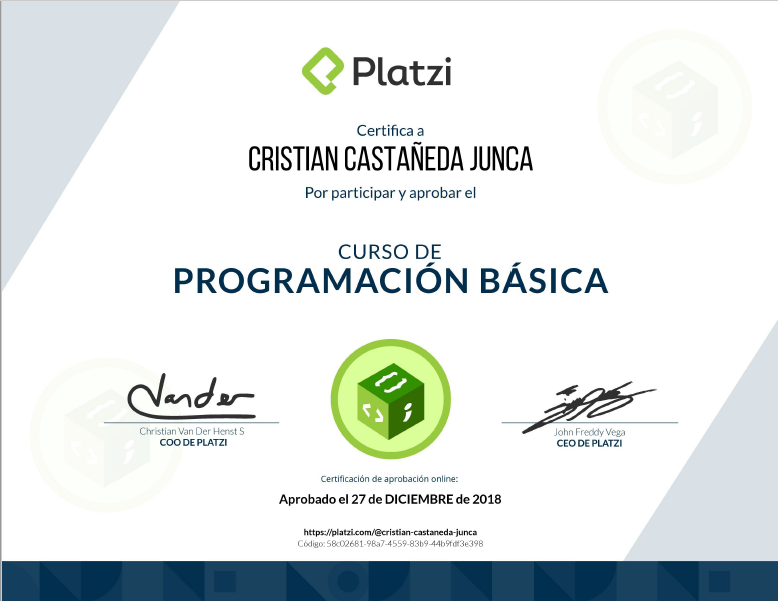 Platzi
Certifica a
CRISTIAN CASTAÑEDA JUNCA
Por participar y aprobar el
CURSO DE
PROGRAMACIÓN BÁSICA
Vander
Christian Van Der Henst S
COO DE PLATZI
John Freddy Vega
CEO DE PLATZI
Certificación de aprobación online:
Aprobado el 27 de DICIEMBRE de 2018
https://platzi.com/@cristian-castaneda-junca
Código: 58c02681-98a7-4559-83b9-44b9fdf3e398